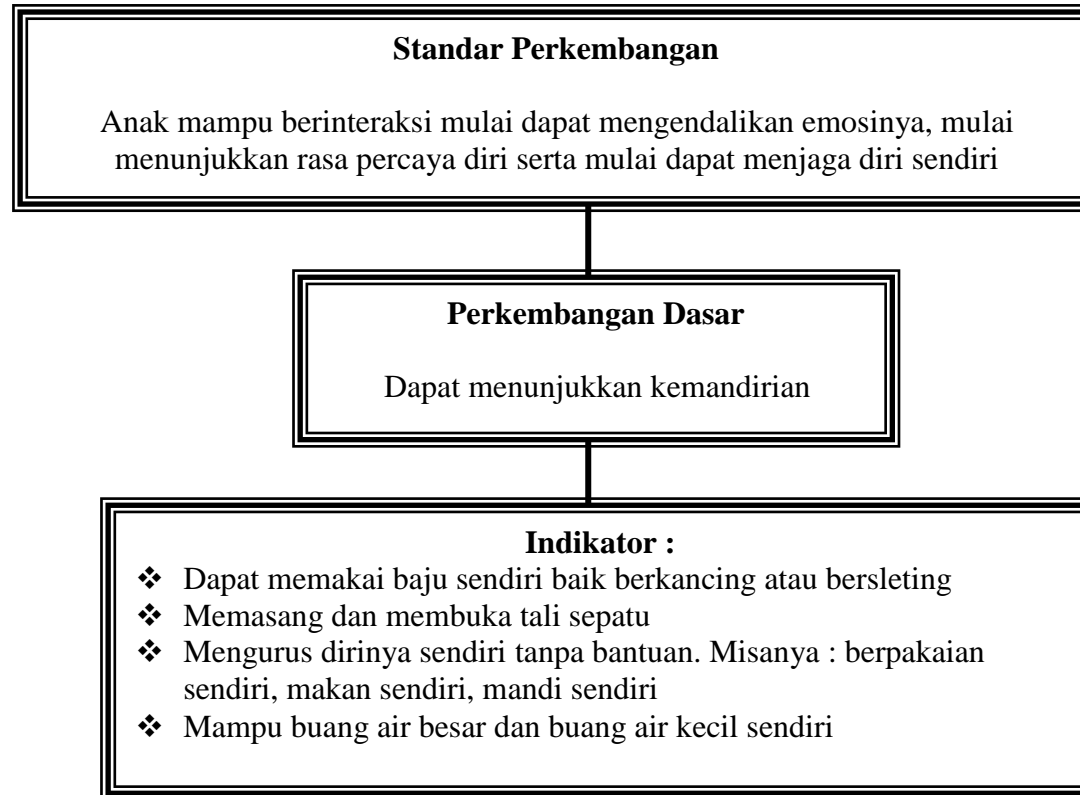 Standar Perkembangan
Anak mampu berinteraksi mulai dapat mengendalikan emosinya, mulai
menunjukkan rasa percaya diri serta mulai dapat menjaga diri sendiri
Perkembangan Dasar
Dapat menunjukkan kemandirian
Indikator :
❖ Dapat memakai baju sendiri baik berkancing atau bersleting
❖ Memasang dan membuka tali sepatu
❖ Mengurus dirinya sendiri tanpa bantuan. Misanya : berpakaian
sendiri, makan sendiri, mandi sendiri
❖ Mampu buang air besar dan buang air kecil sendiri